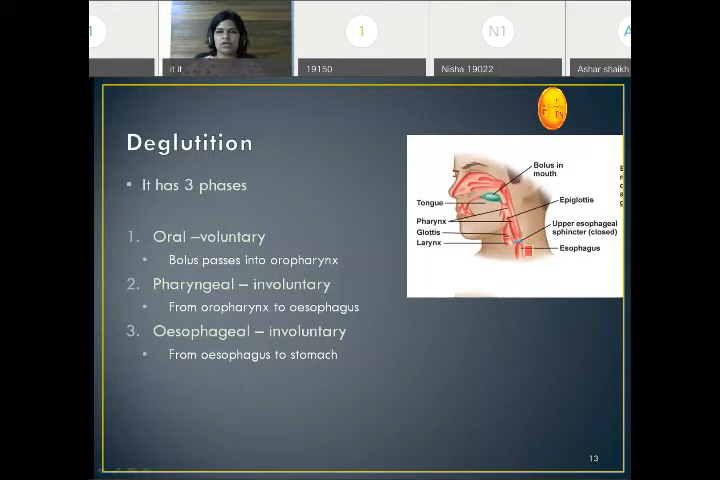 1
N1
A
it it
19150
Nisha 19022
Ashar shaikh
Deglutition
• It has 3 phases
1. Oral –voluntary
• Bolus passes into oropharynx
2. Pharyngeal – involuntary
• From oropharynx to oesophagus
3. Oesophageal – involuntary
• From oesophagus to stomach
Bolus in
mouth
Tongue
Epiglottis
Pharynx
Glottis
Larynx
Upper esophageal
sphincter (closed)
Esophagus
13